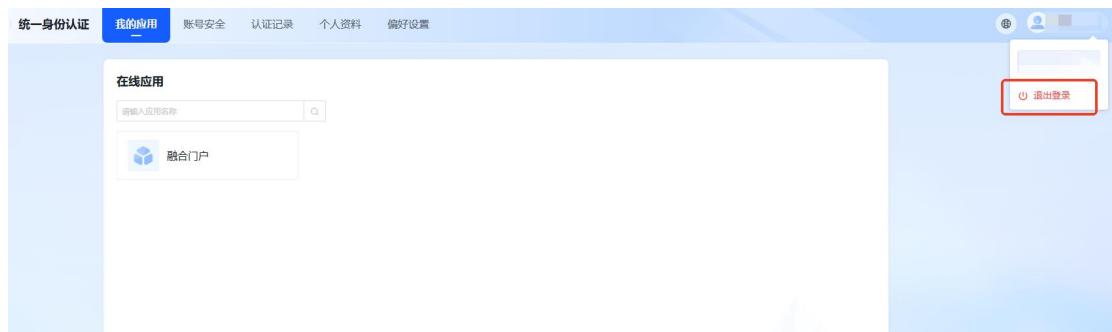 统一身份认证 我的应用 账号安全 认证记录 个人资料 偏好设置
在线应用
退出登录
请输入应用名称
融合门户